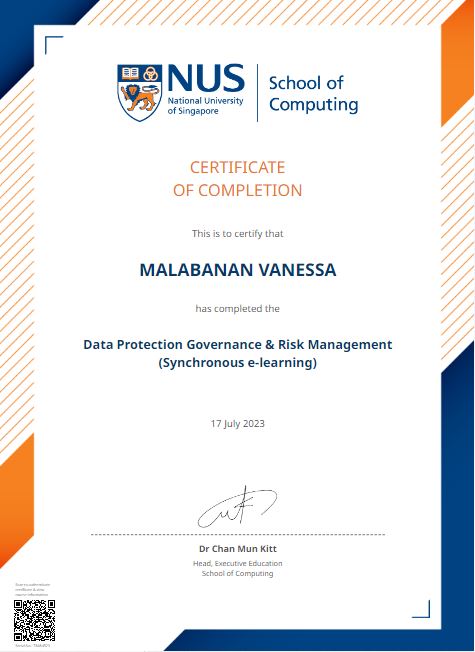 NUS
National University
of Singapore
School of
Computing
CERTIFICATE
OF COMPLETION
This is to certify that
MALABANAN VANESSA
has completed the
Data Protection Governance & Risk Management
(Synchronous e-learning)
17 July 2023
Dr Chan Mun Kitt
Head, Executive Education
School of Computing